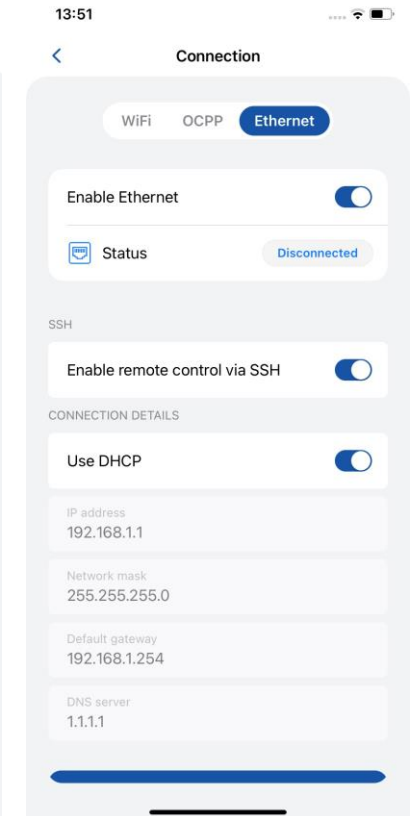 13:51
Connection
WiFi OCPP Ethernet
Enable Ethernet
Status Disconnected
SSH
Enable remote control via SSH
CONNECTION DETAILS
Use DHCP
IP address
192.168.1.1
Network mask
255.255.255.0
Default gateway
192.168.1.254
DNS server
1.1.1.1